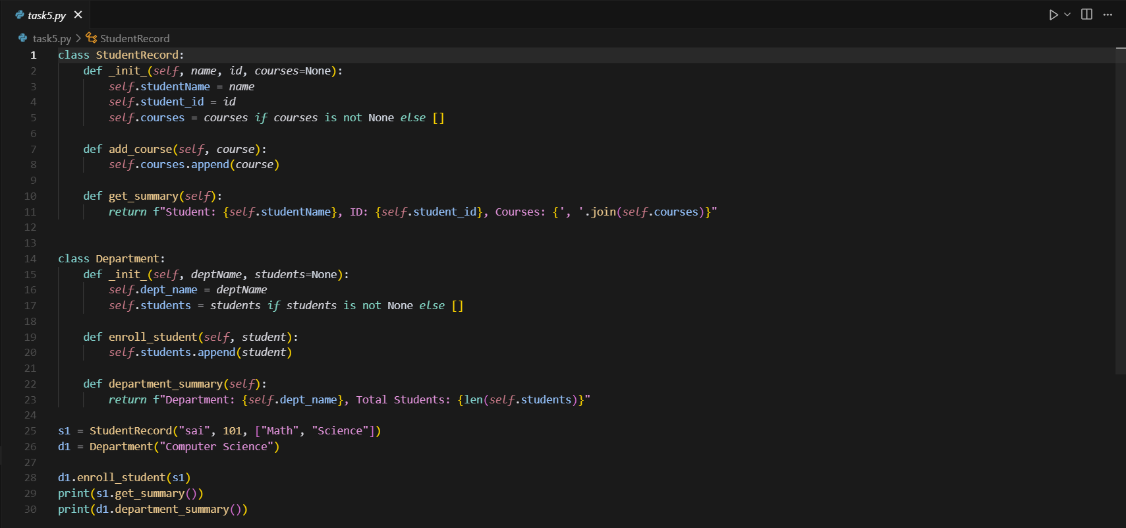 task5.py
task5.py > StudentRecord
1 class StudentRecord:
2     def _init_(self, name, id, courses=None):
3         self.studentName = name
4         self.student_id = id
5         self.courses = courses if courses is not None else []
6
7     def add_course(self, course):
8         self.courses.append(course)
9
10     def get_summary(self):
11         return f"Student: {self.studentName}, ID: {self.student_id}, Courses: {', '.join(self.courses)}"
12
13
14 class Department:
15     def _init_(self, deptName, students=None):
16         self.dept_name = deptName
17         self.students = students if students is not None else []
18
19     def enroll_student(self, student):
20         self.students.append(student)
21
22     def department_summary(self):
23         return f"Department: {self.dept_name}, Total Students: {len(self.students)}"
24
25 s1 = StudentRecord("sai", 101, ["Math", "Science"])
26 d1 = Department("Computer Science")
27
28 d1.enroll_student(s1)
29 print(s1.get_summary())
30 print(d1.department_summary())